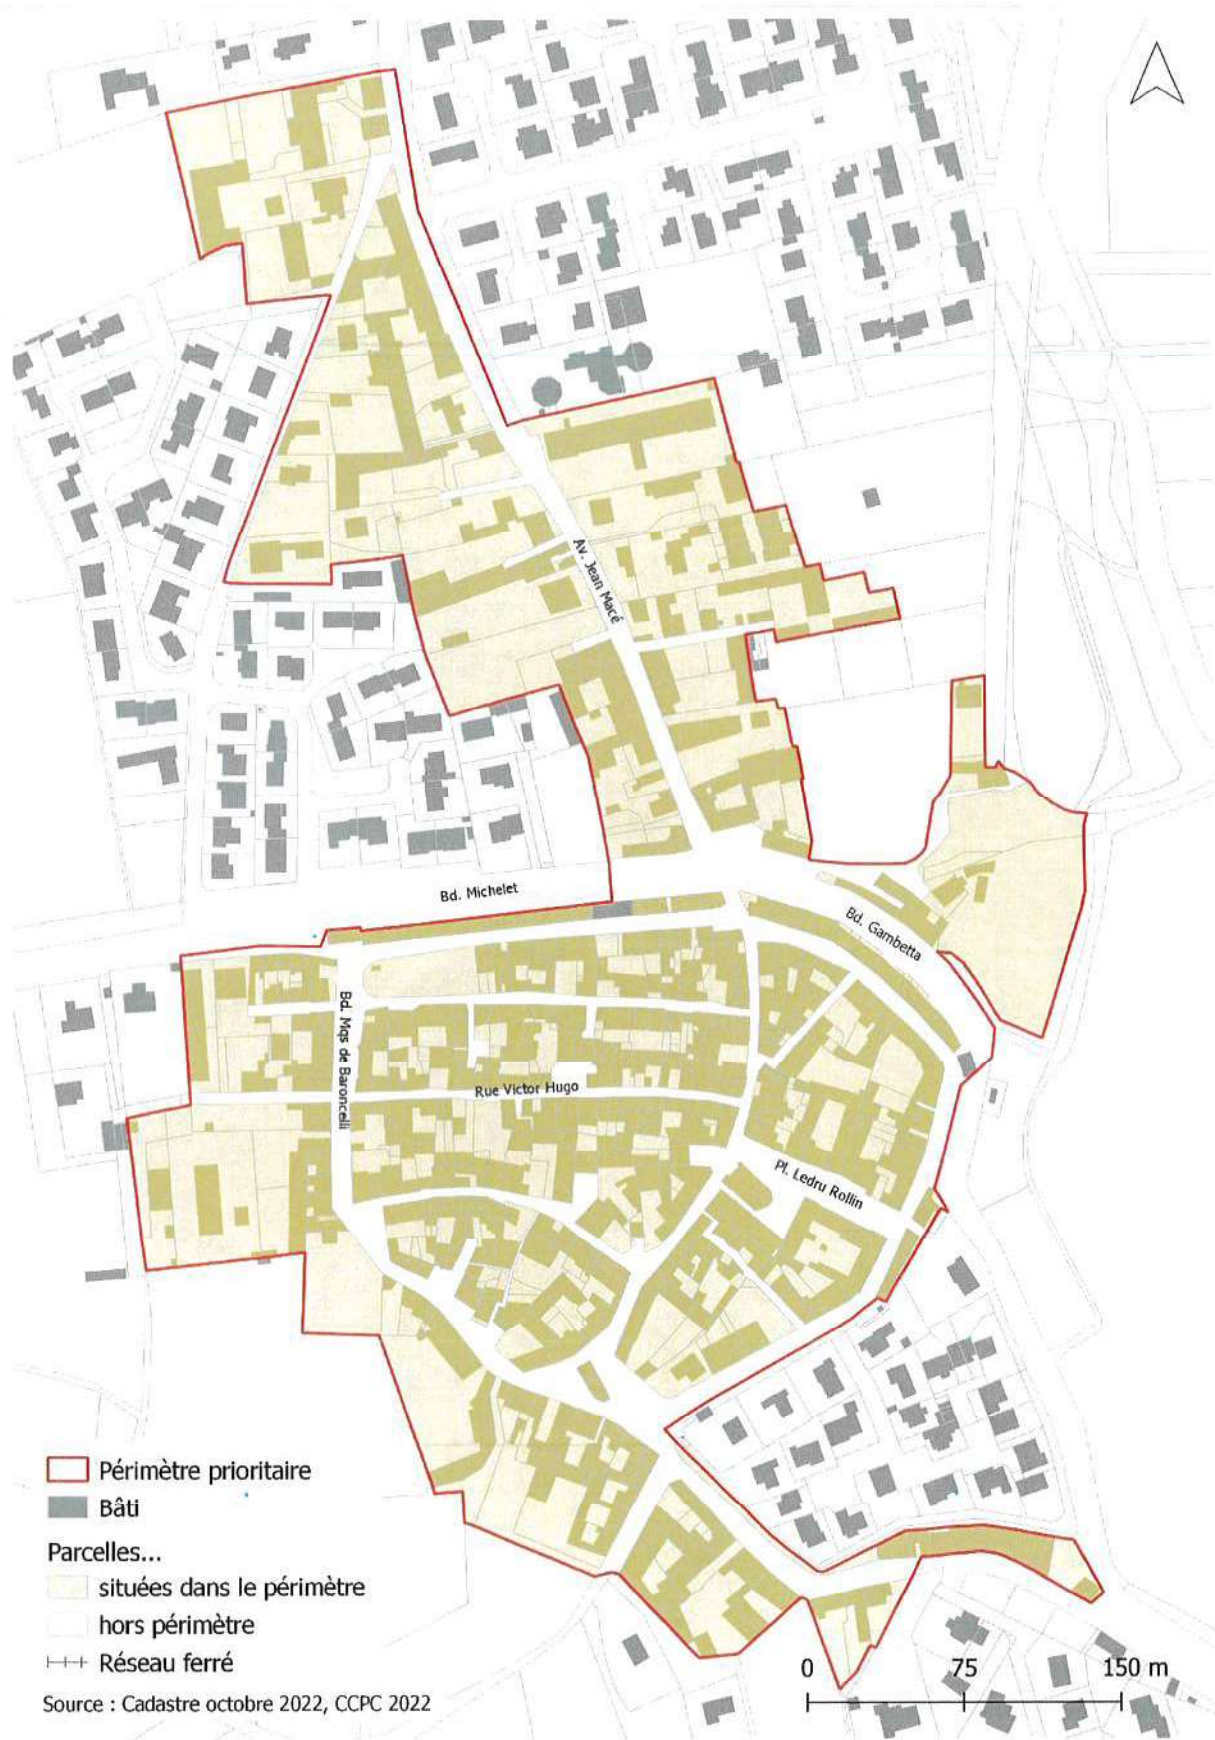 Av. Jean Macé
Bd. Michelet
Bd. Gambetta
Bd. Mqs de Baroncelli
Rue Victor Hugo
Pl. Ledru Rollin
Périmètre prioritaire
Bâti
Parcelles...
situées dans le périmètre
hors périmètre
Réseau ferré
0 75 150 m
Source : Cadastre octobre 2022, CCPC 2022